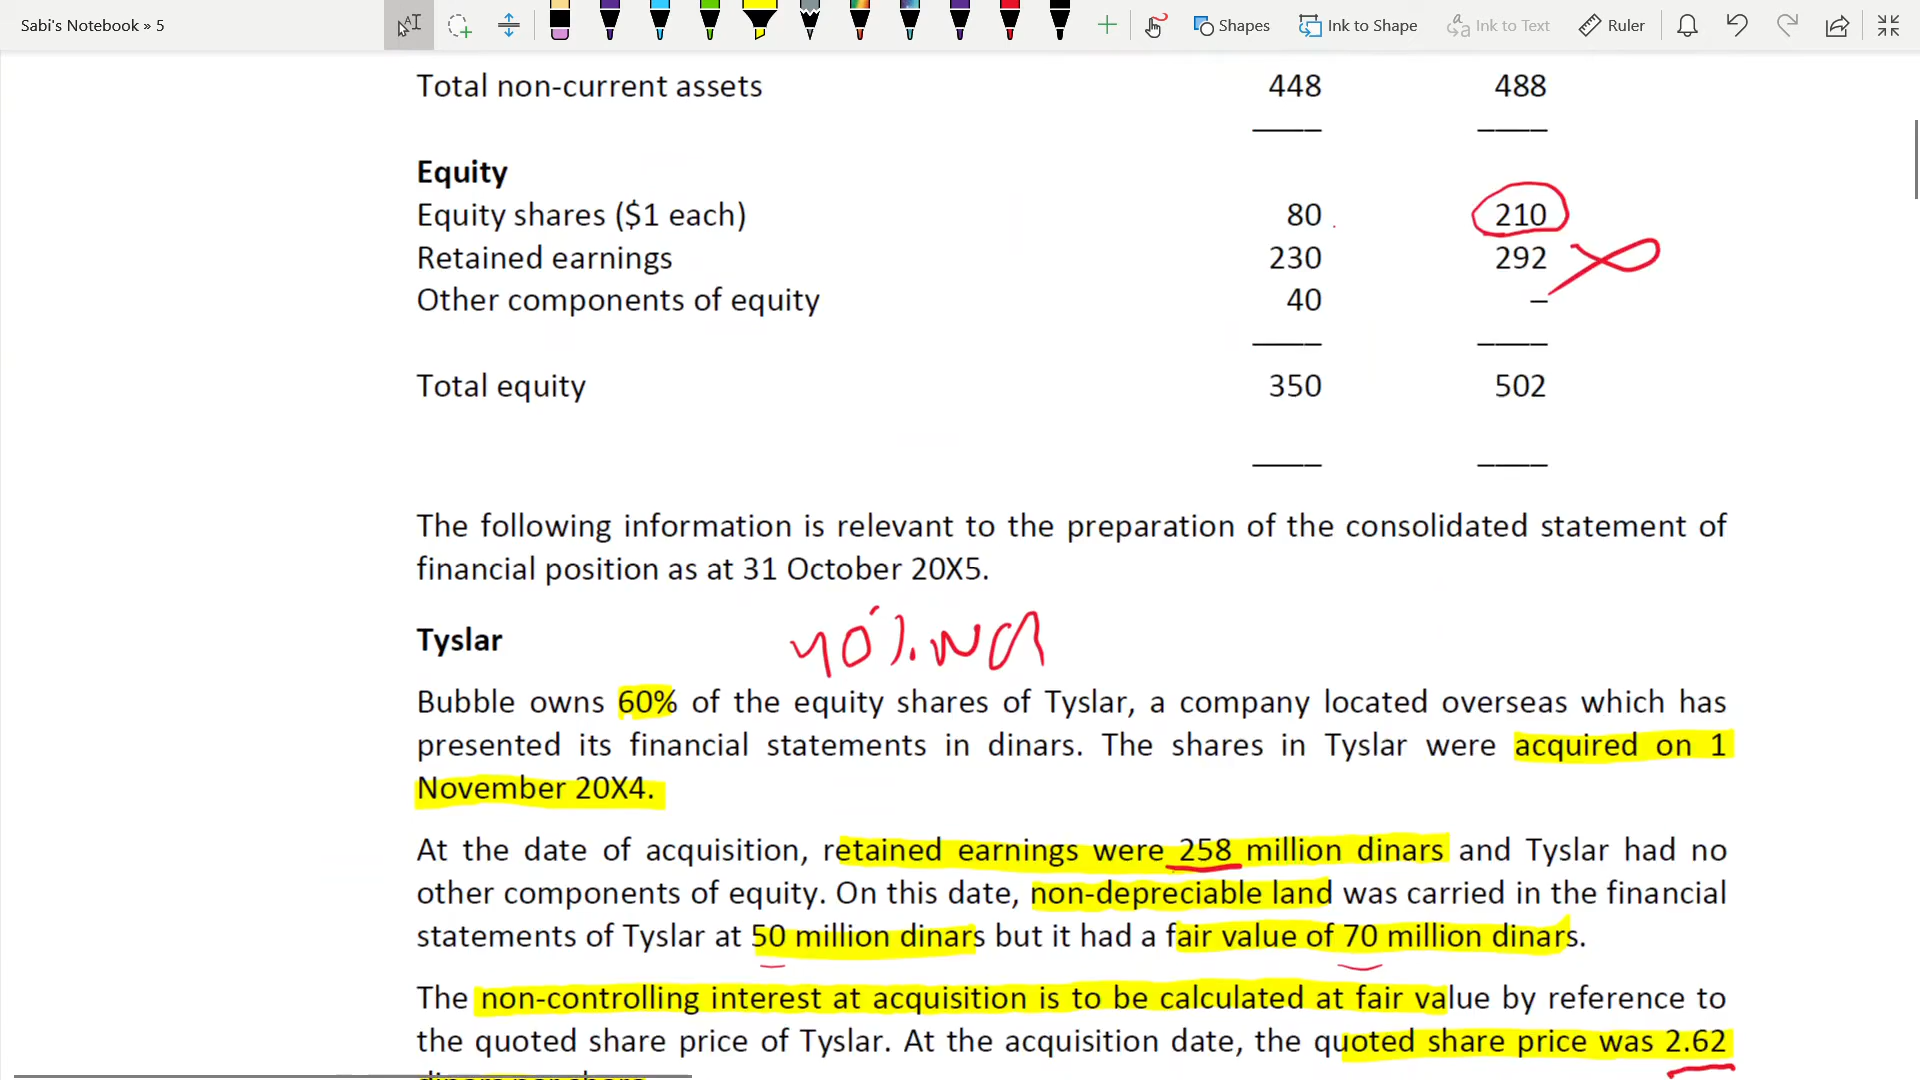 Sabi's Notebook » 5
Shapes
Ink to Shape
Ink to Text
Ruler
Total non-current assets 448 488
Equity
Equity shares ($1 each) 80 210
Retained earnings 230 292
Other components of equity 40 –
Total equity 350 502
The following information is relevant to the preparation of the consolidated statement of
financial position as at 31 October 20X5.
40% NCI
Tyslar
Bubble owns 60% of the equity shares of Tyslar, a company located overseas which has
presented its financial statements in dinars. The shares in Tyslar were acquired on 1
November 20X4.
At the date of acquisition, retained earnings were 258 million dinars and Tyslar had no
other components of equity. On this date, non-depreciable land was carried in the financial
statements of Tyslar at 50 million dinars but it had a fair value of 70 million dinars.
The non-controlling interest at acquisition is to be calculated at fair value by reference to
the quoted share price of Tyslar. At the acquisition date, the quoted share price was 2.62